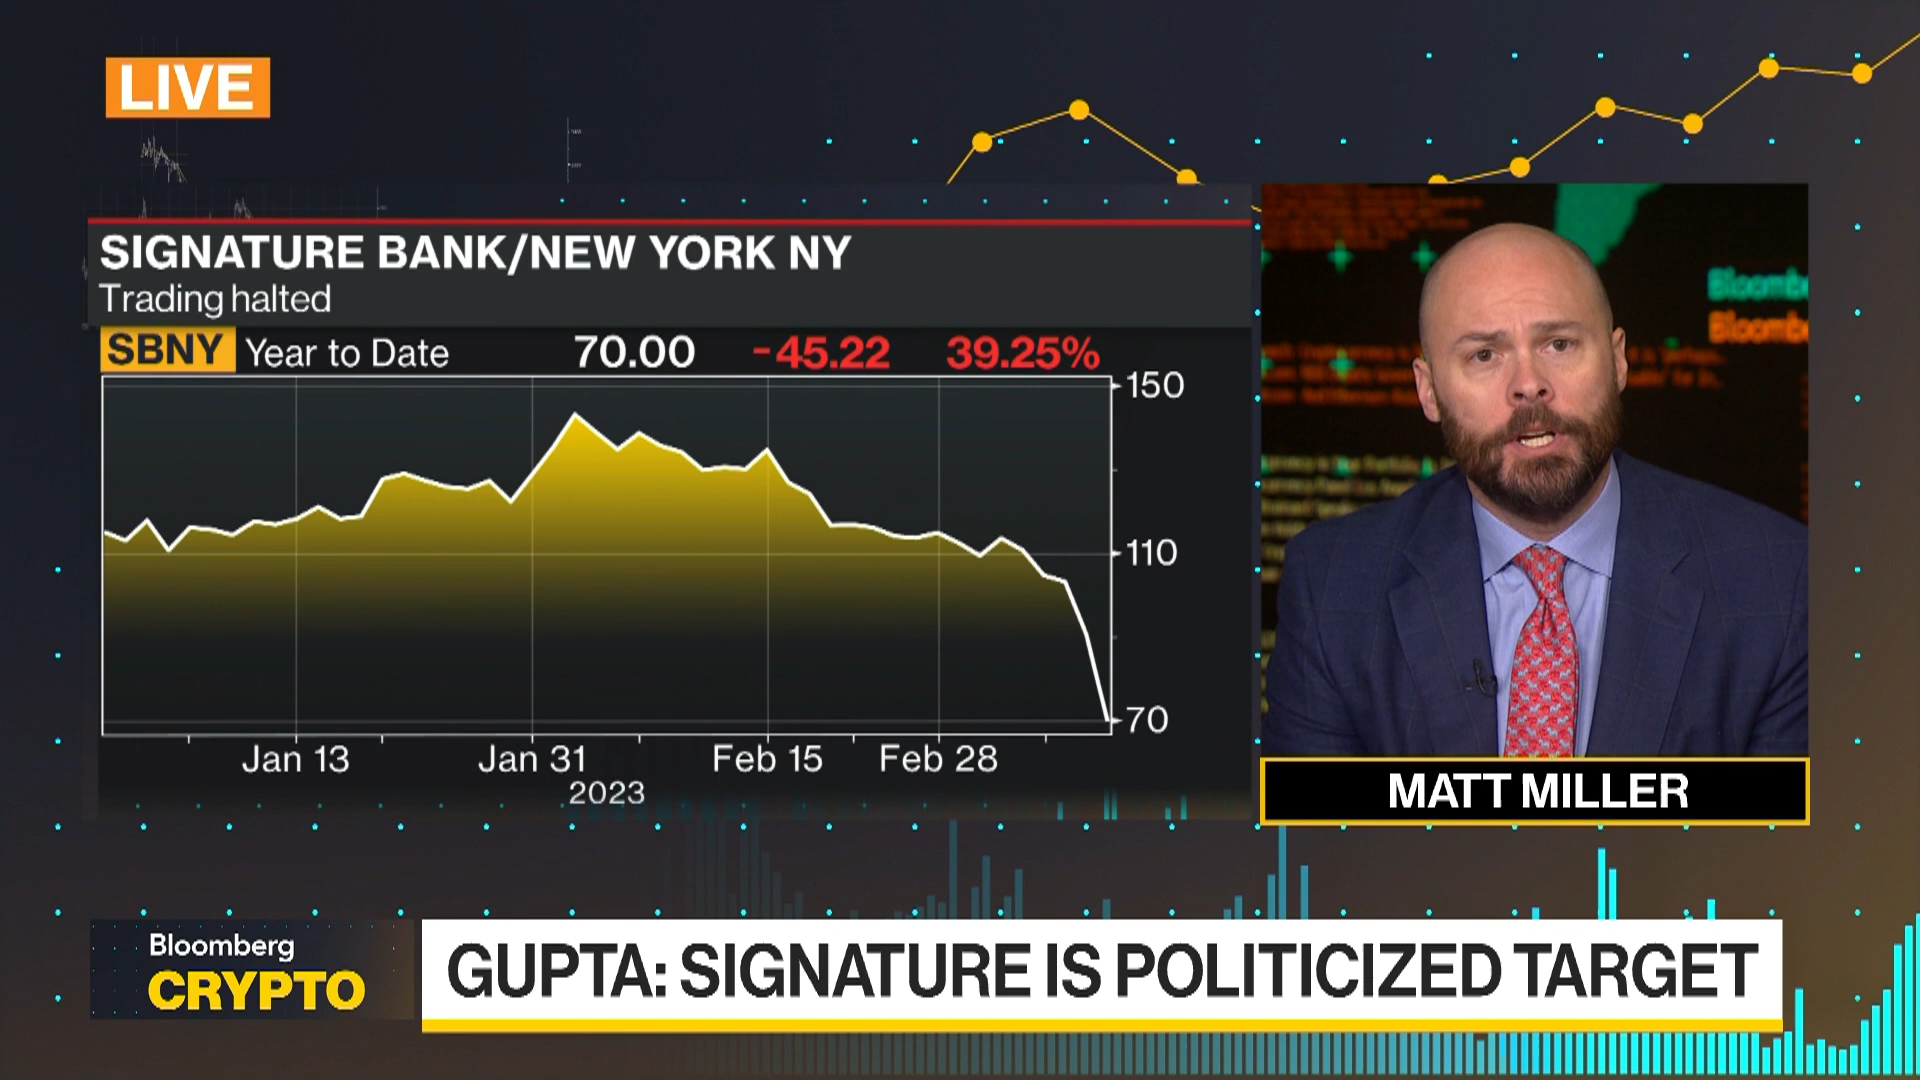 LIVE
SIGNATURE BANK/NEW YORK NY
Trading halted
SBNY Year to Date 70.00 -45.22 39.25%
150
110
70
Jan 13 Jan 31 Feb 15 Feb 28
2023
MATT MILLER
Bloomberg
CRYPTO
GUPTA: SIGNATURE IS POLITICIZED TARGET